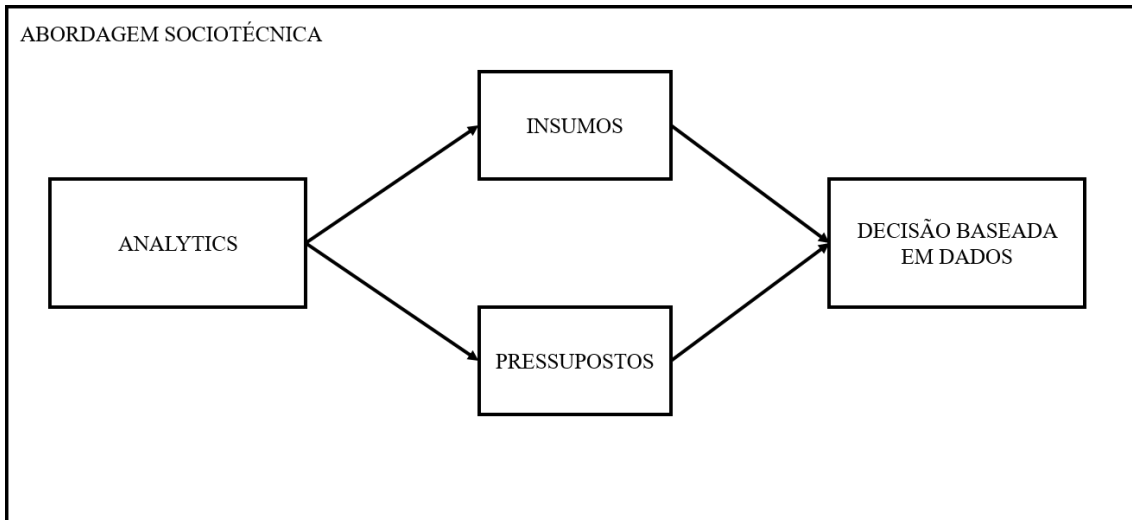 ABORDAGEM SOCIOTÉCNICA
INSUMOS
ANALYTICS
DECISÃO BASEADA
EM DADOS
PRESSUPOSTOS